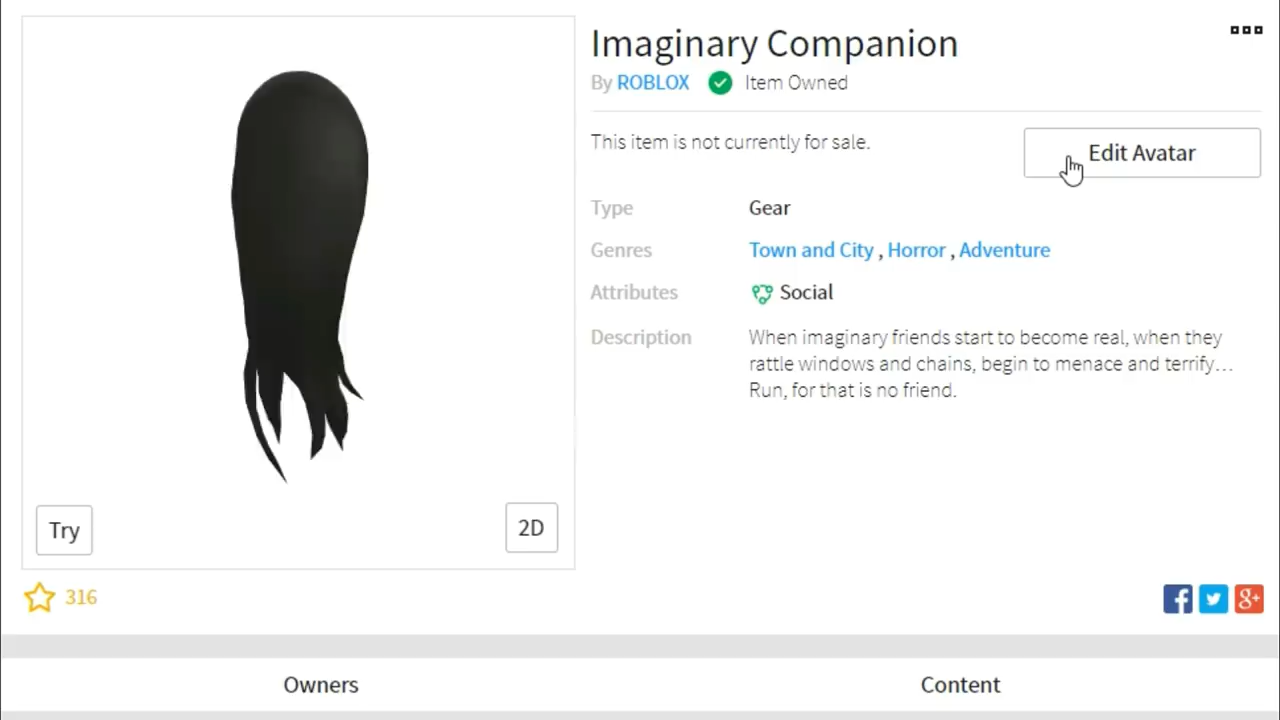 Imaginary Companion
By ROBLOX Item Owned
This item is not currently for sale.
Edit Avatar
Type Gear
Genres Town and City , Horror , Adventure
Attributes Social
Description When imaginary friends start to become real, when they
rattle windows and chains, begin to menace and terrify…
Run, for that is no friend.
Try
2D
316
Owners
Content